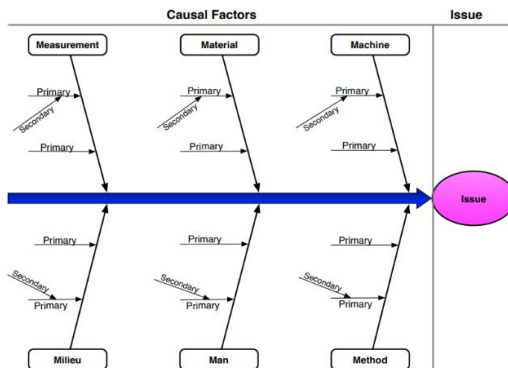 Causal Factors
Issue
Measurement
Material
Machine
Primary
Secondary
Primary
Primary
Secondary
Primary
Primary
Secondary
Primary
Issue
Primary
Secondary
Primary
Primary
Secondary
Primary
Primary
Secondary
Primary
Milieu
Man
Method